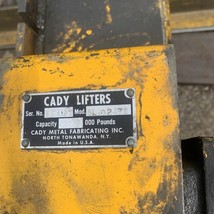 CADY LIFTERS
Ser. No. Mod.
Capacity 000 Pounds
CADY METAL FABRICATING INC.
NORTH TONAWANDA, N.Y.
Made in U.S.A.